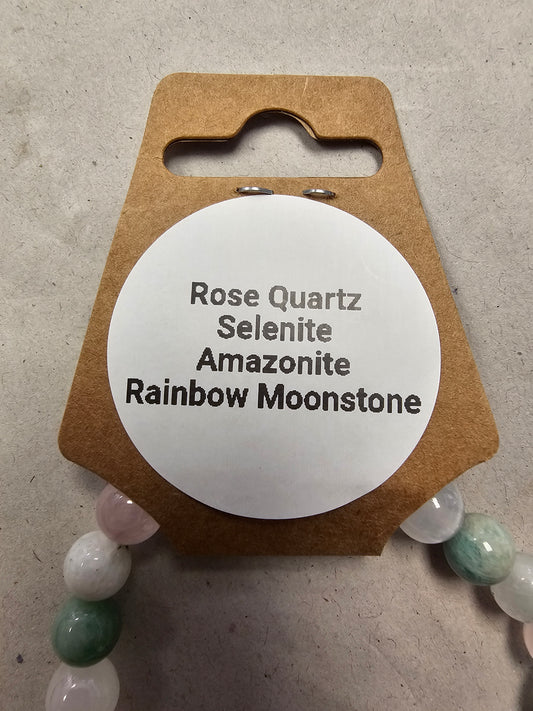 Rose Quartz
Selenite
Amazonite
Rainbow Moonstone